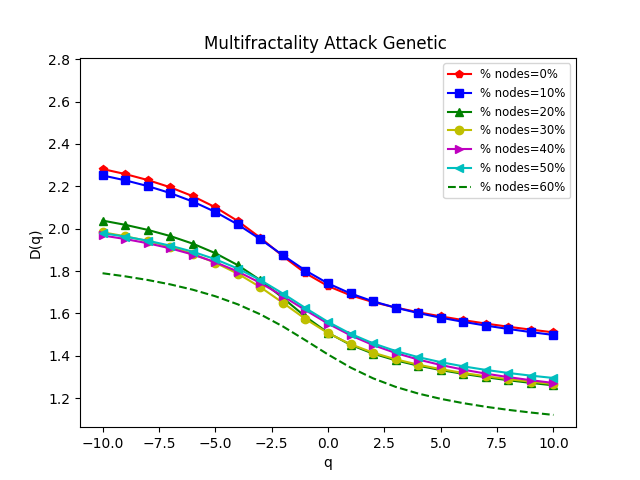 Multifractality Attack Genetic
D(q)
2.8
2.6
2.4
2.2
2.0
1.8
1.6
1.4
1.2
% nodes=0%
% nodes=10%
% nodes=20%
% nodes=30%
% nodes=40%
% nodes=50%
% nodes=60%
−10.0 −7.5 −5.0 −2.5 0.0 2.5 5.0 7.5 10.0
q